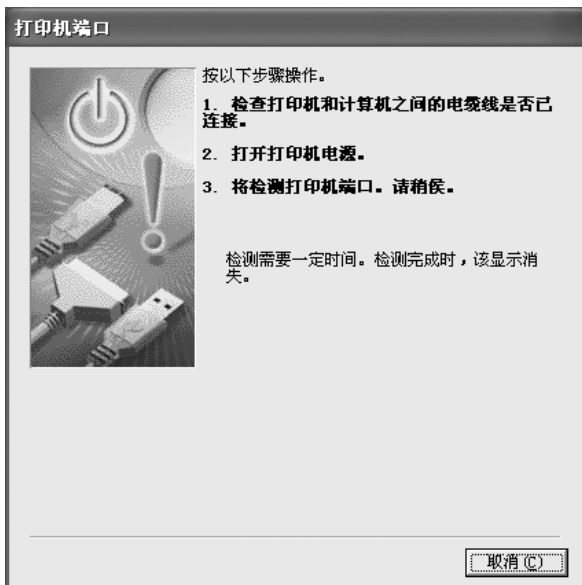 打印机端口
按以下步骤操作。
1. 检查打印机和计算机之间的电缆线是否已
连接。
2. 打开打印机电源。
3. 将检测打印机端口。请稍侯。
检测需要一定时间。检测完成时，该显示消
失。
取消(C)